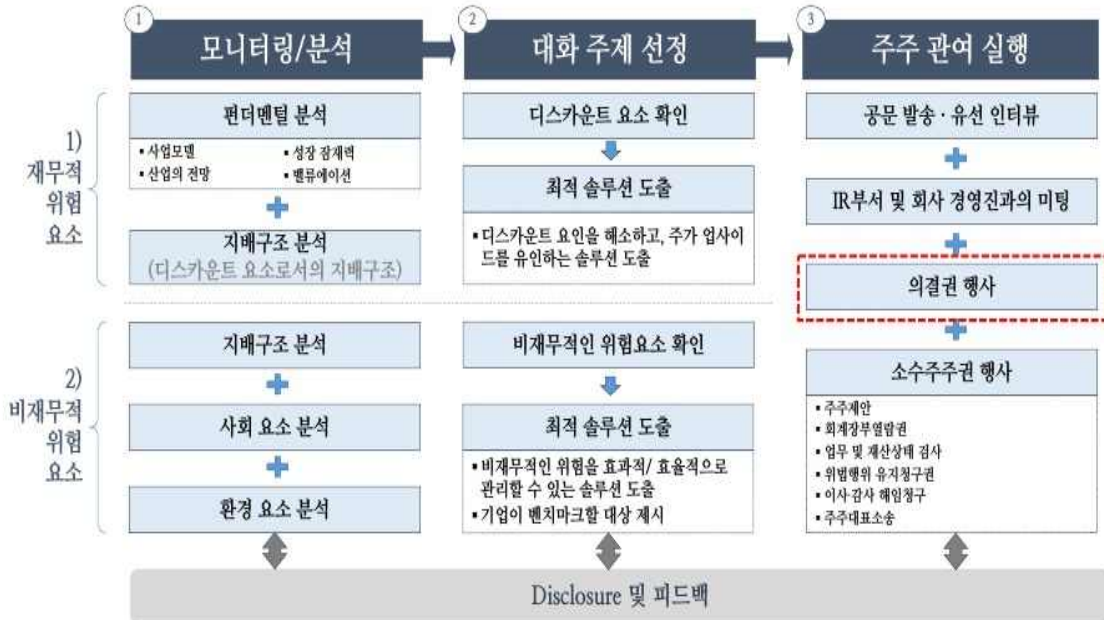 1
모니터링/분석
2
대화 주제 선정
3
주주 관여 실행
1)
재무적
위험
요소
펀더멘털 분석
▪ 사업모델
▪ 성장 잠재력
▪ 산업의 전망
▪ 밸류에이션
지배구조 분석
(디스카운트 요소로서의 지배구조)
디스카운트 요소 확인
최적 솔루션 도출
▪ 디스카운트 요인을 해소하고, 주가 업사이
드를 유인하는 솔루션 도출
2)
비재무적
위험
요소
지배구조 분석
사회 요소 분석
환경 요소 분석
비재무적인 위험요소 확인
최적 솔루션 도출
▪ 비재무적인 위험을 효과적/ 효율적으로
관리할 수 있는 솔루션 도출
▪ 기업이 벤치마크할 대상 제시
공문 발송 · 유선 인터뷰
IR부서 및 회사 경영진과의 미팅
의결권 행사
소수주주권 행사
▪ 주주제안
▪ 회계장부열람권
▪ 업무 및 재산상태 검사
▪ 위법행위 유지청구권
▪ 이사·감사 해임청구
▪ 주주대표소송
Disclosure 및 피드백